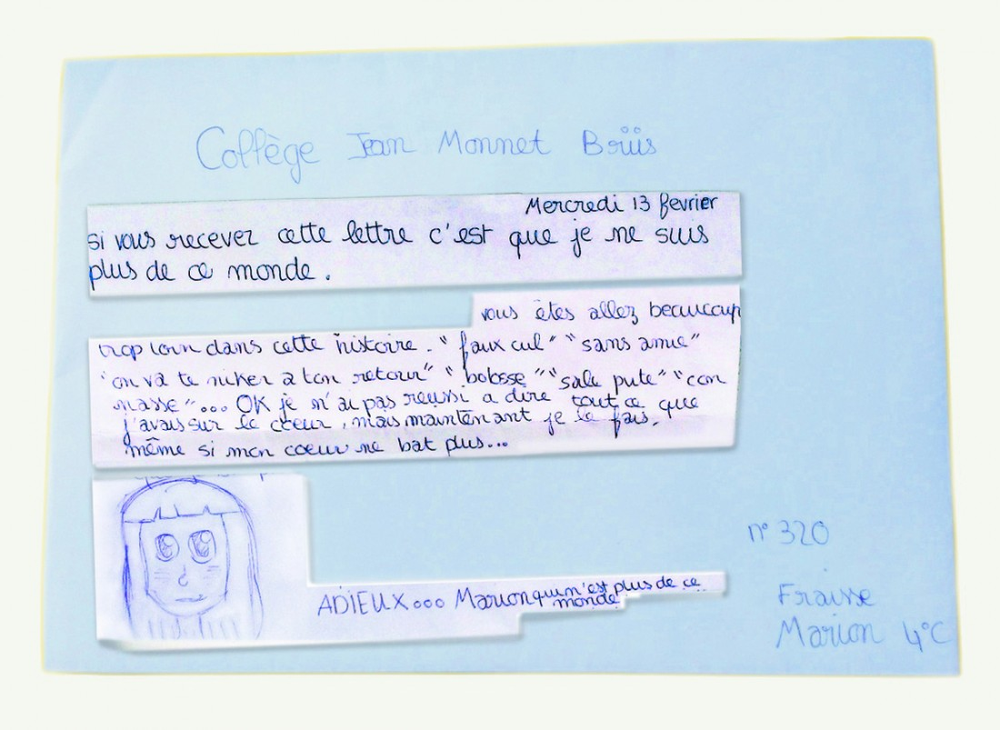 Collège Jean Monnet Brüis
Mercredi 13 fevrier
si vous recever cette lettre c'est que je ne suis
plus de ce monde.
vous êtes allez beaucoup
trop loin dans cette histoire. "faux cul" "sans amie"
"on va te niker a ton retour" "bolosse" "sale pute" "con
nasse"... OK je n'ai pas reussi a dire tout ce que
j'avais sur le cœur, mais maintenant je le fais,
même si mon coeur ne bat plus...
ADIEUX... Marion qui n'est plus de ce
monde
n° 320
Fraisse
Marion 4°C